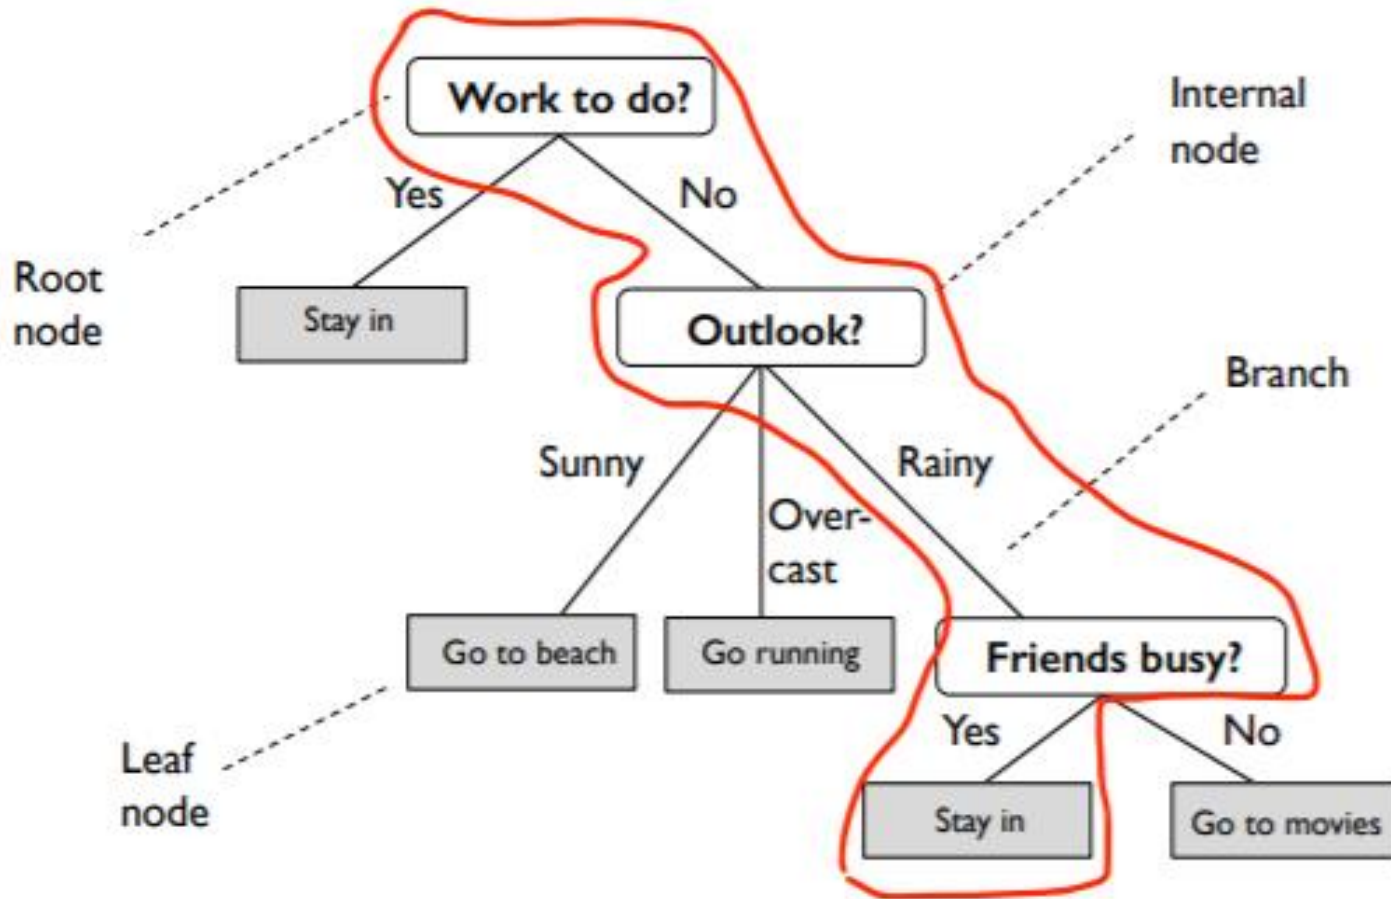 Work to do?
Internal
node
Yes
No
Root
node
Stay in
Outlook?
Branch
Sunny
Rainy
Over-
cast
Go to beach
Go running
Friends busy?
Yes
No
Leaf
node
Stay in
Go to movies